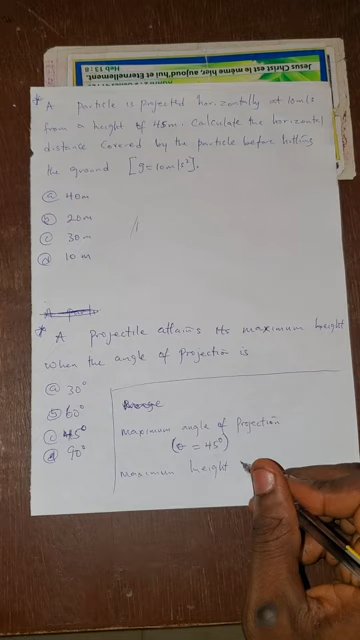 Jésus Christ est le même, hier, aujourd'hui et Eternellement.
Heb 13 : 8
* A particle is projected horizontally at 10m/s
from a height of 45m. Calculate the horizontal
distance covered by the particle before hitting
the ground [g=10m/s²].
(a) 40m
(b) 20m
(c) 30m
(d) 10 m
* A projectile attains its maximum height
when the angle of projection is
(a) 30°
(b) 60°
(c) 45°
(d) 90°
maximum angle of projection
(θ = 45°)
maximum height